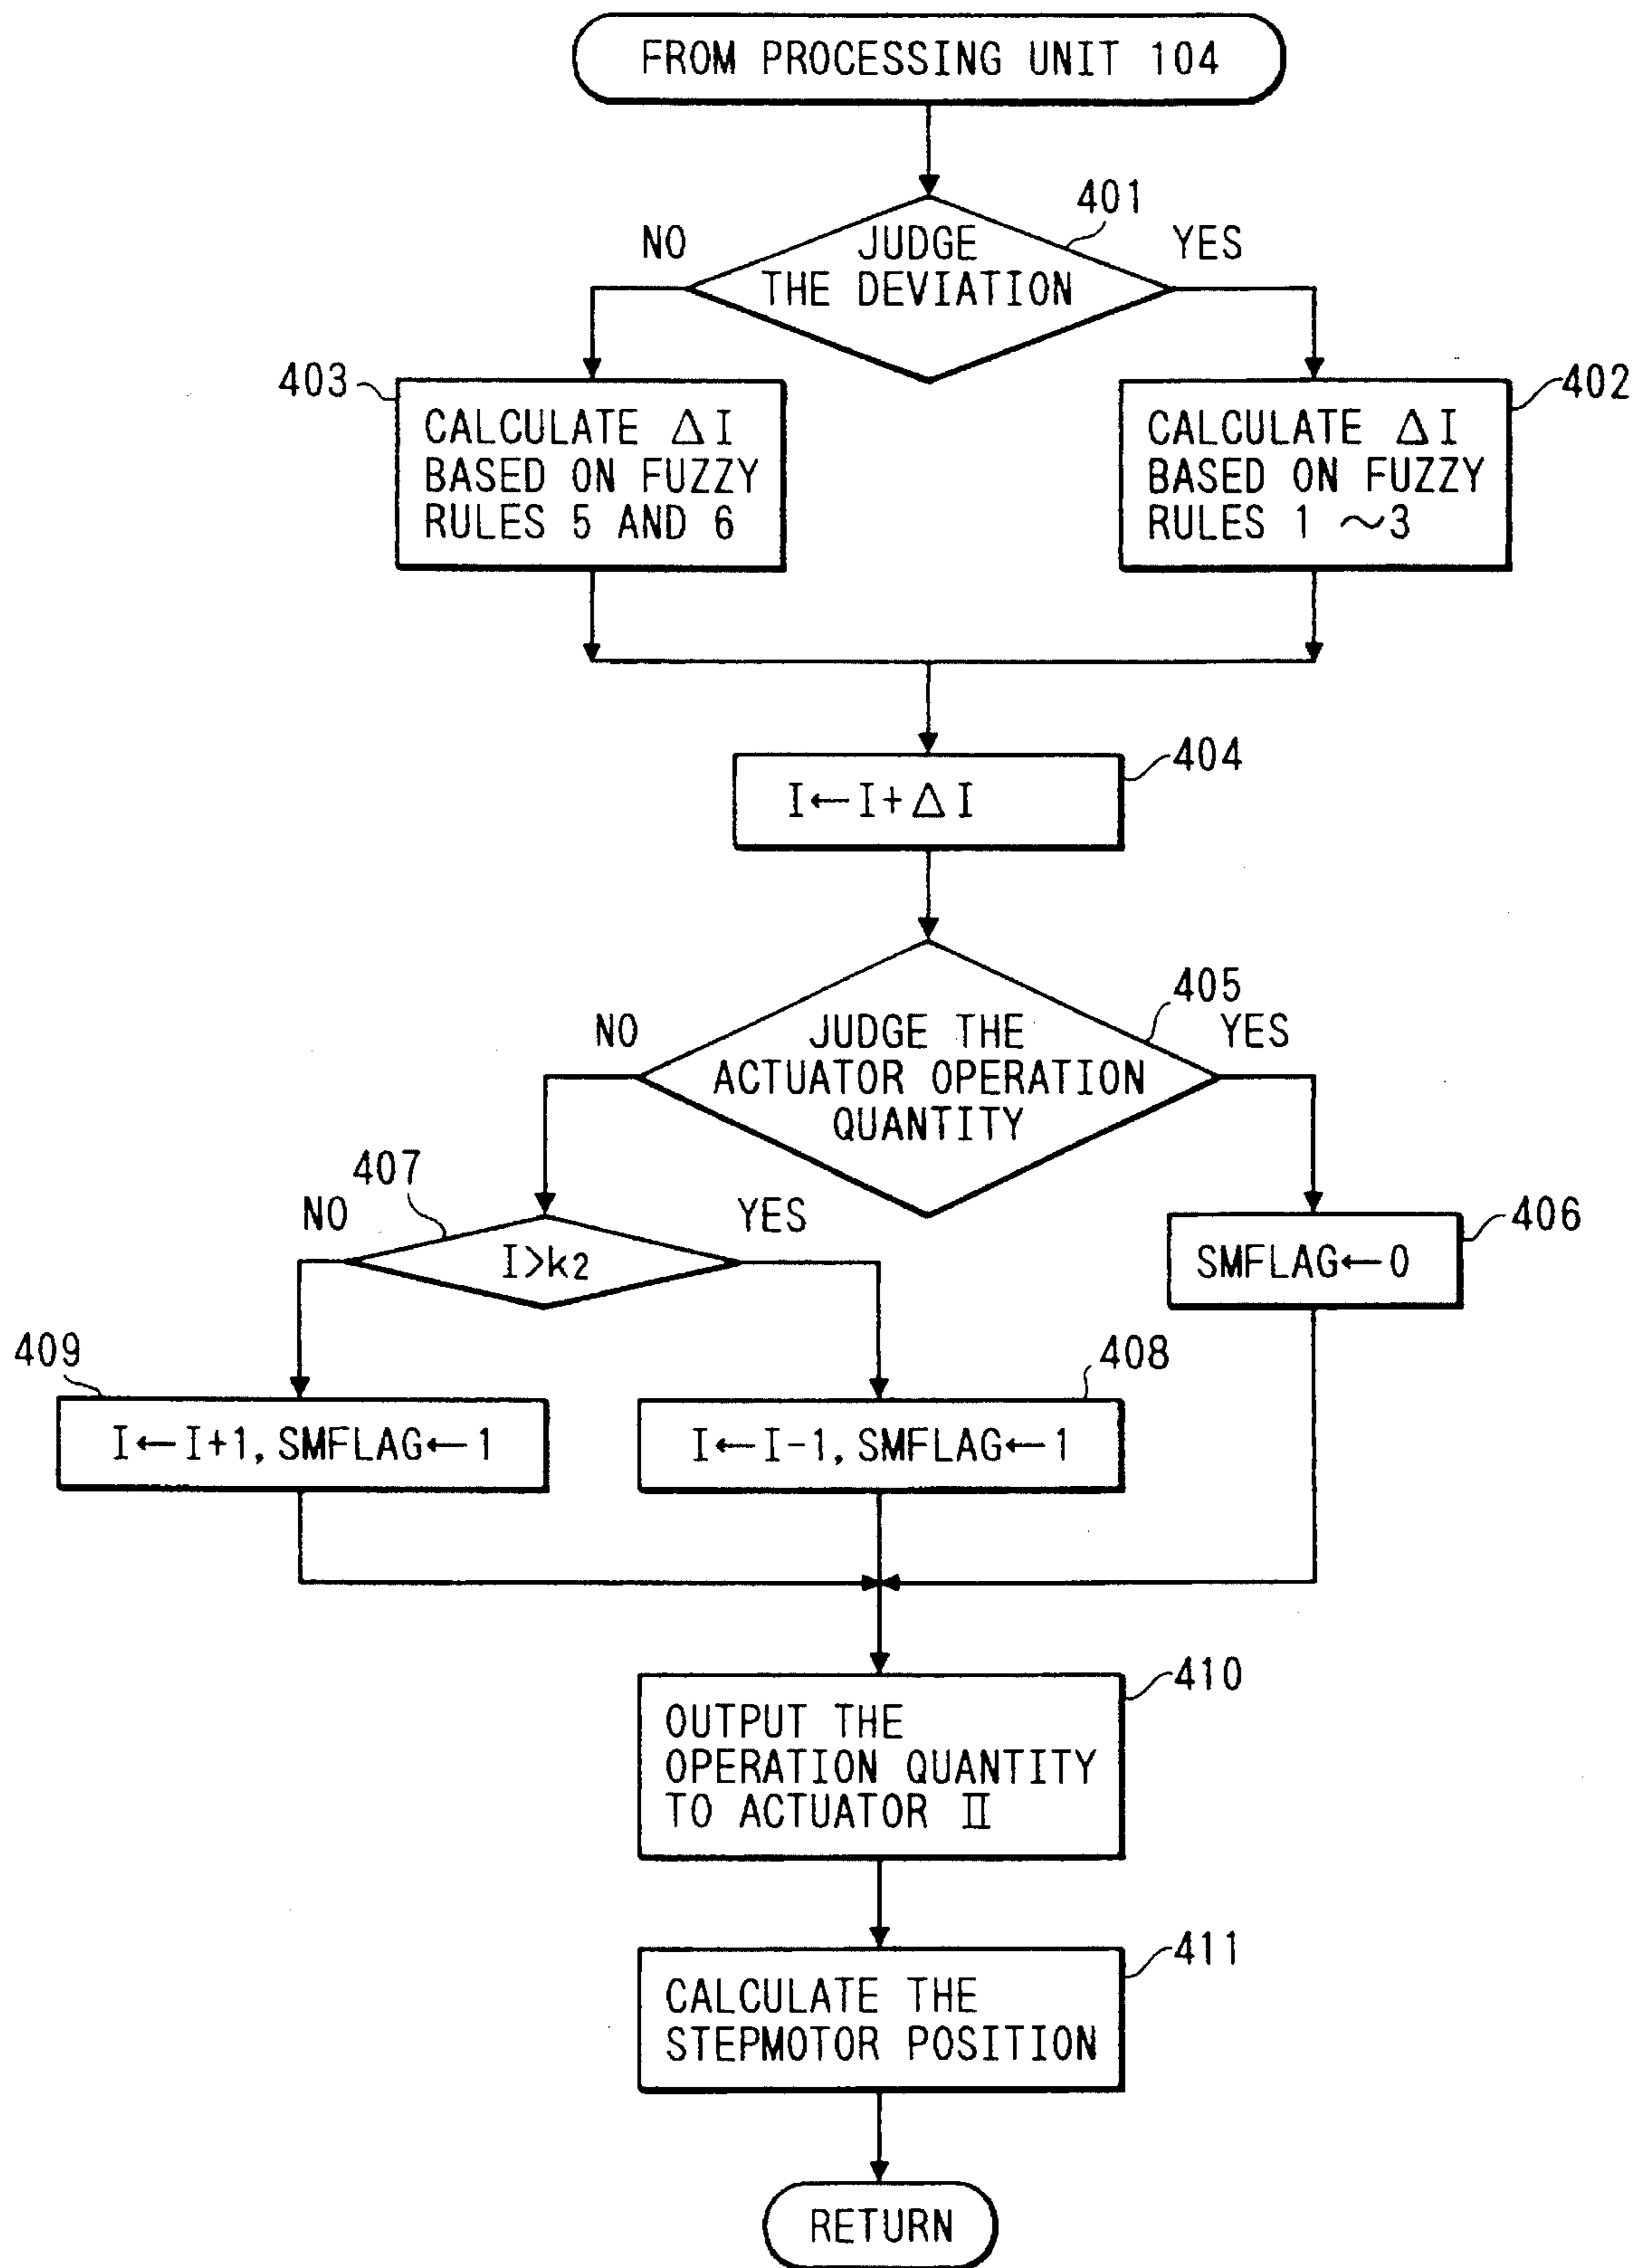 FROM PROCESSING UNIT 104
401
NO
JUDGE
THE DEVIATION
YES
403
CALCULATE ΔI
BASED ON FUZZY
RULES 5 AND 6
402
CALCULATE ΔI
BASED ON FUZZY
RULES 1 ~3
404
I←I+ΔI
405
NO
JUDGE THE
ACTUATOR OPERATION
QUANTITY
YES
407
NO
I>k2
YES
406
SMFLAG←0
409
I←I+1, SMFLAG←1
408
I←I-1, SMFLAG←1
410
OUTPUT THE
OPERATION QUANTITY
TO ACTUATOR II
411
CALCULATE THE
STEPMOTOR POSITION
RETURN